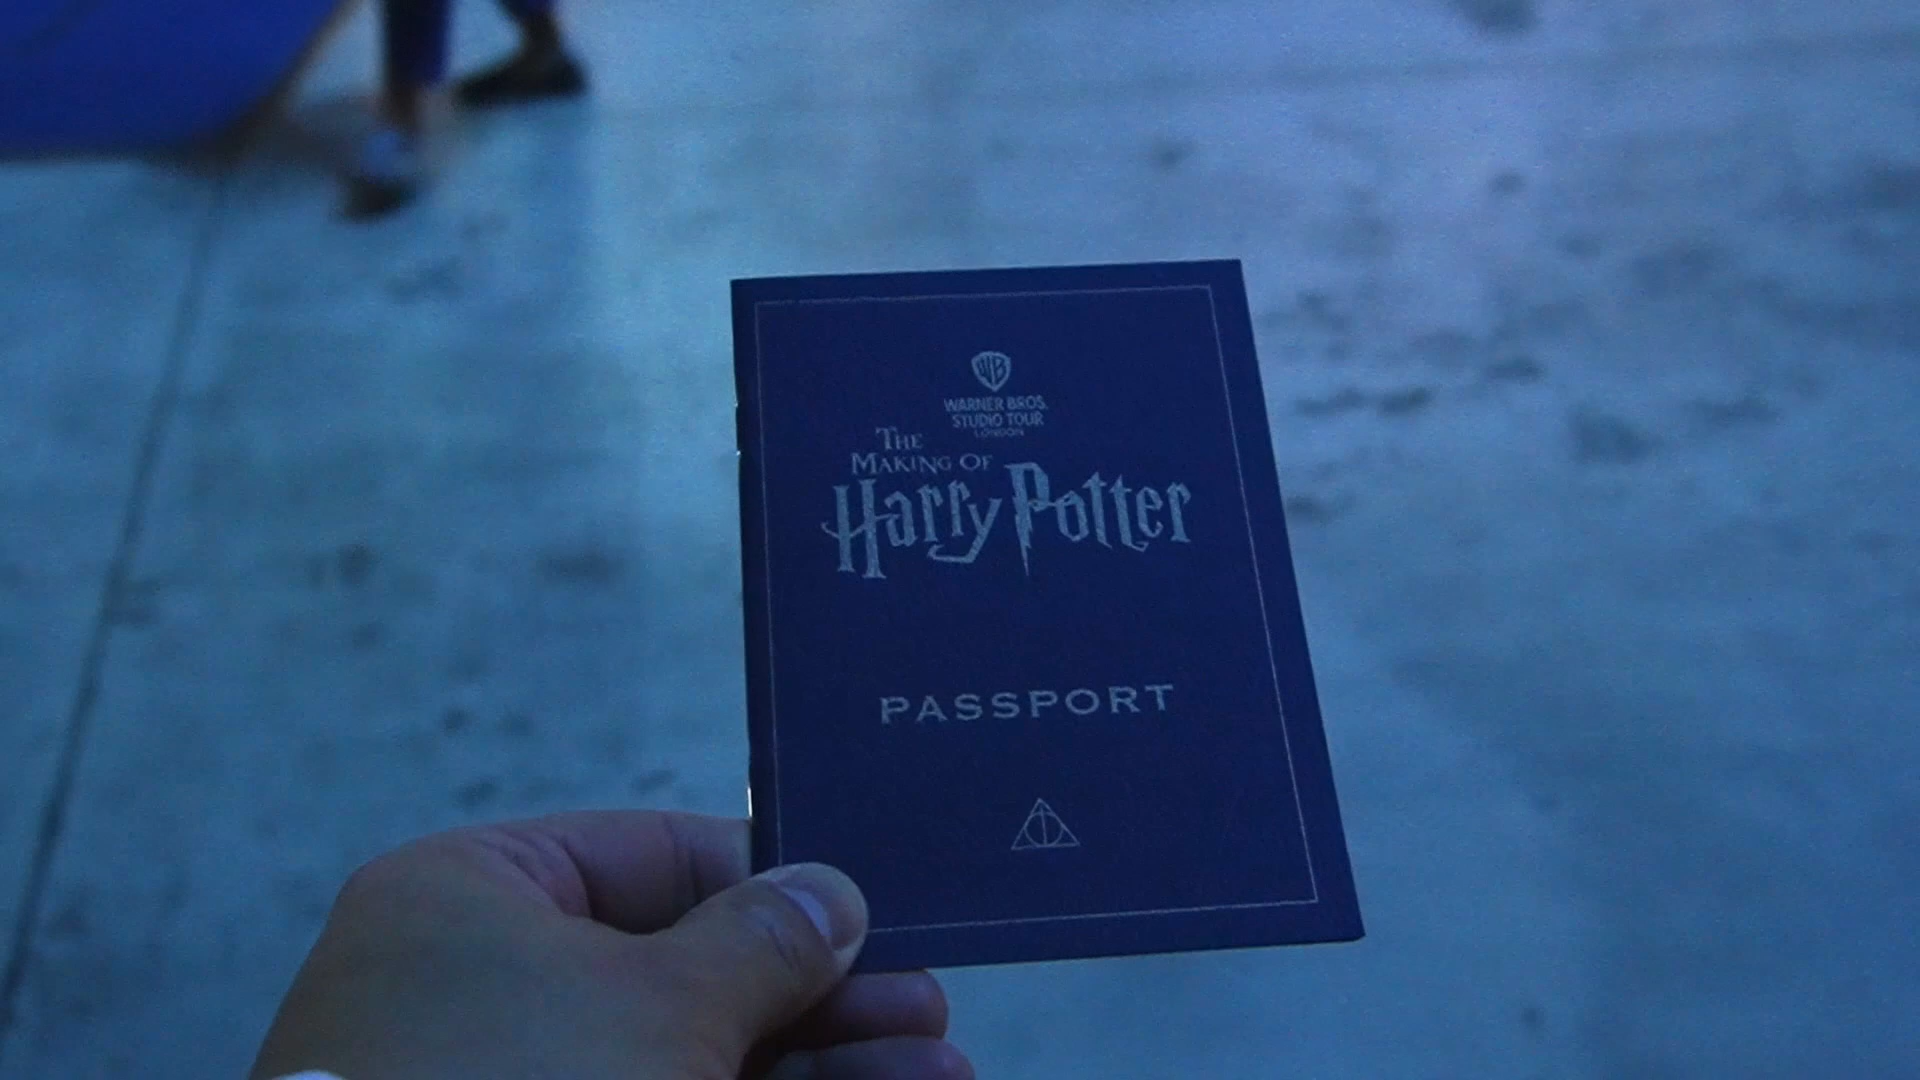 WB
WARNER BROS.
STUDIO TOUR
LONDON
THE
MAKING OF
Harry Potter
PASSPORT